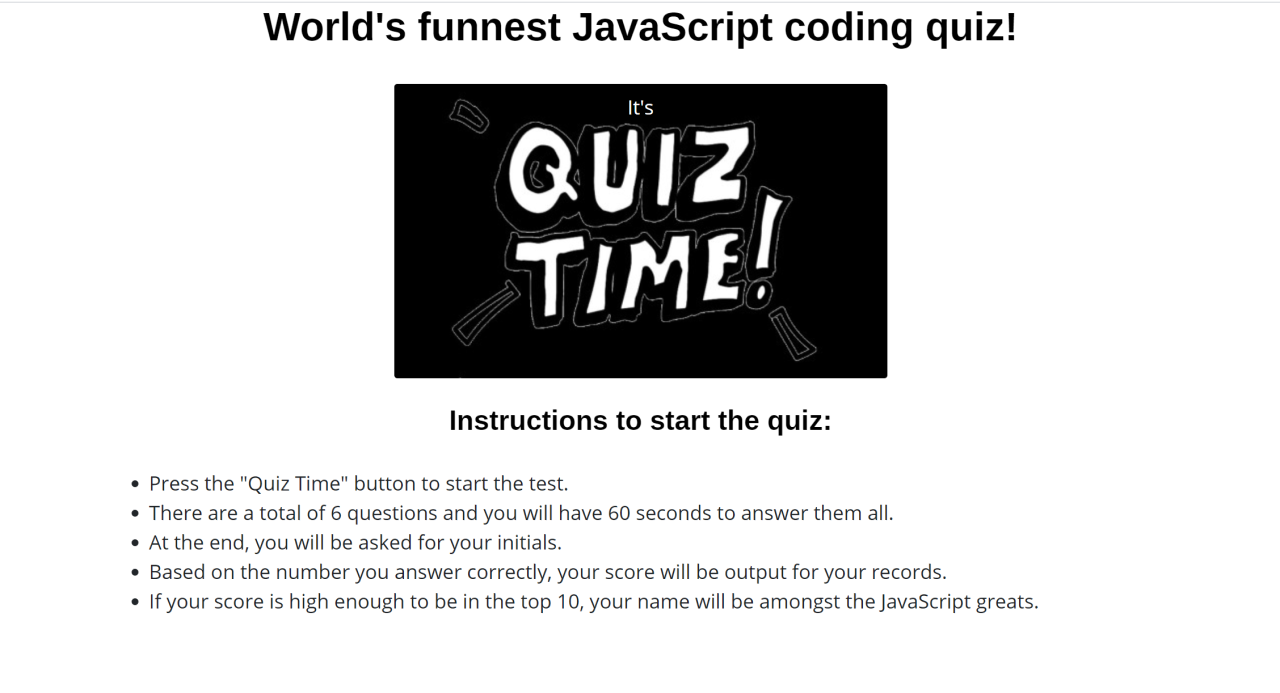 World's funnest JavaScript coding quiz!
It's
QUIZ
TIME!
Instructions to start the quiz:
• Press the "Quiz Time" button to start the test.
• There are a total of 6 questions and you will have 60 seconds to answer them all.
• At the end, you will be asked for your initials.
• Based on the number you answer correctly, your score will be output for your records.
• If your score is high enough to be in the top 10, your name will be amongst the JavaScript greats.